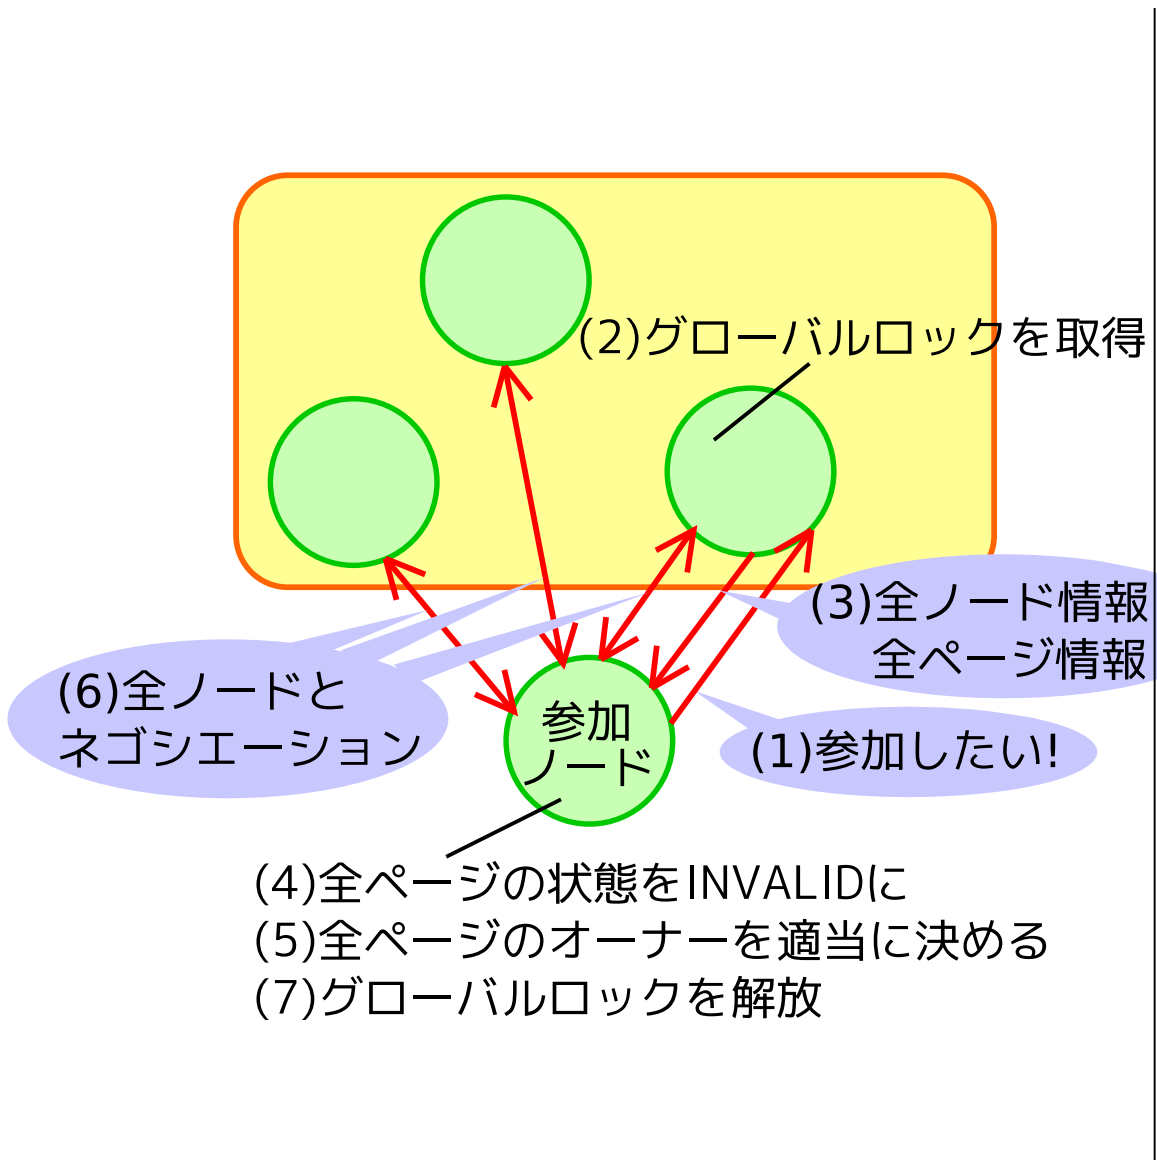 (2)グローバルロックを取得
(3)全ノード情報
全ページ情報
(6)全ノードと
ネゴシエーション
参加
ノード
(1)参加したい!
(4)全ページの状態をINVALIDに
(5)全ページのオーナーを適当に決める
(7)グローバルロックを解放